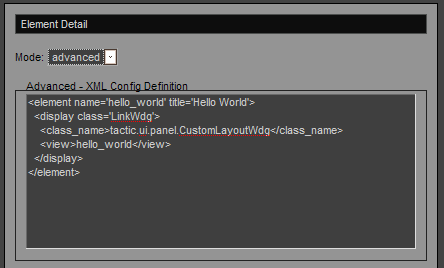 Element Detail
Mode: advanced
Advanced - XML Config Definition
<element name='hello_world' title='Hello World'>
  <display class='LinkWdg'>
    <class_name>tactic.ui.panel.CustomLayoutWdg</class_name>
    <view>hello_world</view>
  </display>
</element>